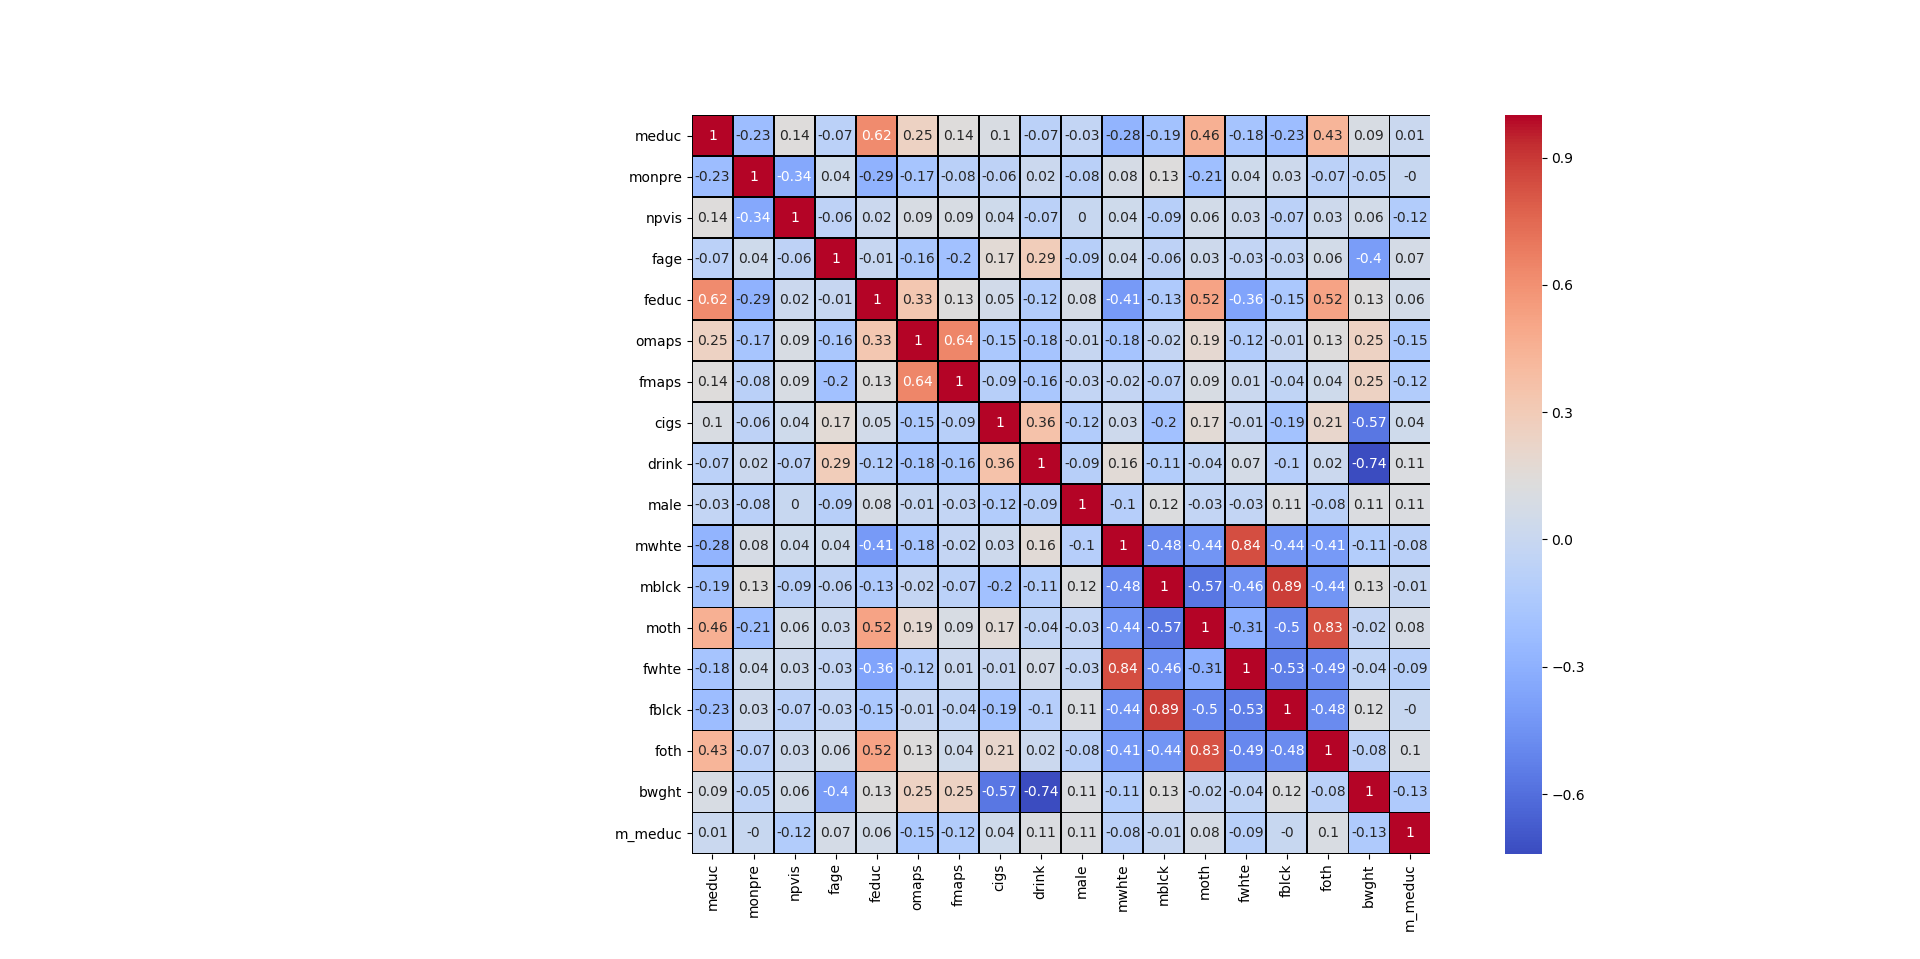 meduc 1 -0.23 0.14 -0.07 0.62 0.25 0.14 0.1 -0.07 -0.03 -0.28 -0.19 0.46 -0.18 -0.23 0.43 0.09 0.01
monpre -0.23 1 -0.34 0.04 -0.29 -0.17 -0.08 -0.06 0.02 -0.08 0.08 0.13 -0.21 0.04 0.03 -0.07 -0.05 -0
npvis 0.14 -0.34 1 -0.06 0.02 0.09 0.09 0.04 -0.07 0 0.04 -0.09 0.06 0.03 -0.07 0.03 0.06 -0.12
fage -0.07 0.04 -0.06 1 -0.01 -0.16 -0.2 0.17 0.29 -0.09 0.04 -0.06 0.03 -0.03 -0.03 0.06 -0.4 0.07
feduc 0.62 -0.29 0.02 -0.01 1 0.33 0.13 0.05 -0.12 0.08 -0.41 -0.13 0.52 -0.36 -0.15 0.52 0.13 0.06
omaps 0.25 -0.17 0.09 -0.16 0.33 1 0.64 -0.15 -0.18 -0.01 -0.18 -0.02 0.19 -0.12 -0.01 0.13 0.25 -0.15
fmaps 0.14 -0.08 0.09 -0.2 0.13 0.64 1 -0.09 -0.16 -0.03 -0.02 -0.07 0.09 0.01 -0.04 0.04 0.25 -0.12
cigs 0.1 -0.06 0.04 0.17 0.05 -0.15 -0.09 1 0.36 -0.12 0.03 -0.2 0.17 -0.01 -0.19 0.21 -0.57 0.04
drink -0.07 0.02 -0.07 0.29 -0.12 -0.18 -0.16 0.36 1 -0.09 0.16 -0.11 -0.04 0.07 -0.1 0.02 -0.74 0.11
male -0.03 -0.08 0 -0.09 0.08 -0.01 -0.03 -0.12 -0.09 1 -0.1 0.12 -0.03 -0.03 0.11 -0.08 0.11 0.11
mwhte -0.28 0.08 0.04 0.04 -0.41 -0.18 -0.02 0.03 0.16 -0.1 1 -0.48 -0.44 0.84 -0.44 -0.41 -0.11 -0.08
mblck -0.19 0.13 -0.09 -0.06 -0.13 -0.02 -0.07 -0.2 -0.11 0.12 -0.48 1 -0.57 -0.46 0.89 -0.44 0.13 -0.01
moth 0.46 -0.21 0.06 0.03 0.52 0.19 0.09 0.17 -0.04 -0.03 -0.44 -0.57 1 -0.31 -0.5 0.83 -0.02 0.08
fwhte -0.18 0.04 0.03 -0.03 -0.36 -0.12 0.01 -0.01 0.07 -0.03 0.84 -0.46 -0.31 1 -0.53 -0.49 -0.04 -0.09
fblck -0.23 0.03 -0.07 -0.03 -0.15 -0.01 -0.04 -0.19 -0.1 0.11 -0.44 0.89 -0.5 -0.53 1 -0.48 0.12 -0
foth 0.43 -0.07 0.03 0.06 0.52 0.13 0.04 0.21 0.02 -0.08 -0.41 -0.44 0.83 -0.49 -0.48 1 -0.08 0.1
bwght 0.09 -0.05 0.06 -0.4 0.13 0.25 0.25 -0.57 -0.74 0.11 -0.11 0.13 -0.02 -0.04 0.12 -0.08 1 -0.13
m_meduc 0.01 -0 -0.12 0.07 0.06 -0.15 -0.12 0.04 0.11 0.11 -0.08 -0.01 0.08 -0.09 -0 0.1 -0.13 1
meduc monpre npvis fage feduc omaps fmaps cigs drink male mwhte mblck moth fwhte fblck foth bwght m_meduc
0.9
0.6
0.3
0.0
−0.3
−0.6